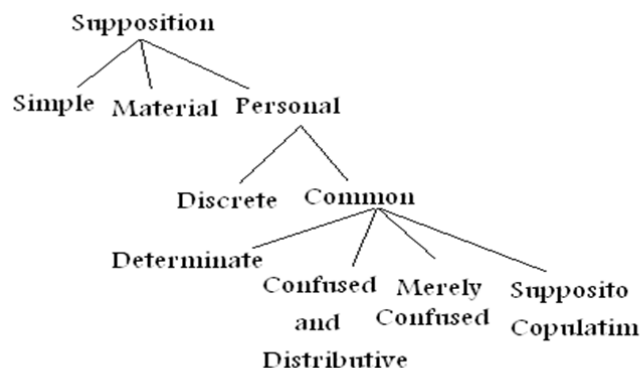 Supposition
Simple Material Personal
Discrete Common
Determinate
Confused
and
Distributive
Merely
Confused
Supposito
Copulatim